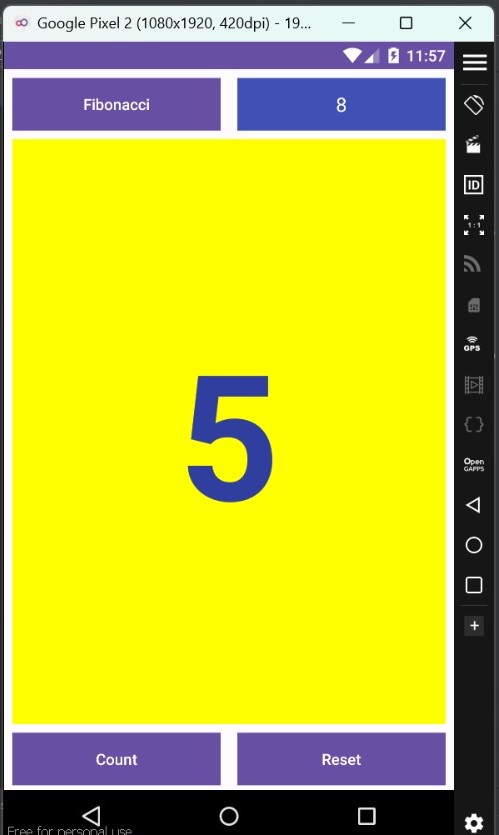 Google Pixel 2 (1080x1920, 420dpi) - 19...
11:57
Fibonacci
8
ID
1:1
GPS
5
Open
GAPPS
Count
Reset
Free for personal use